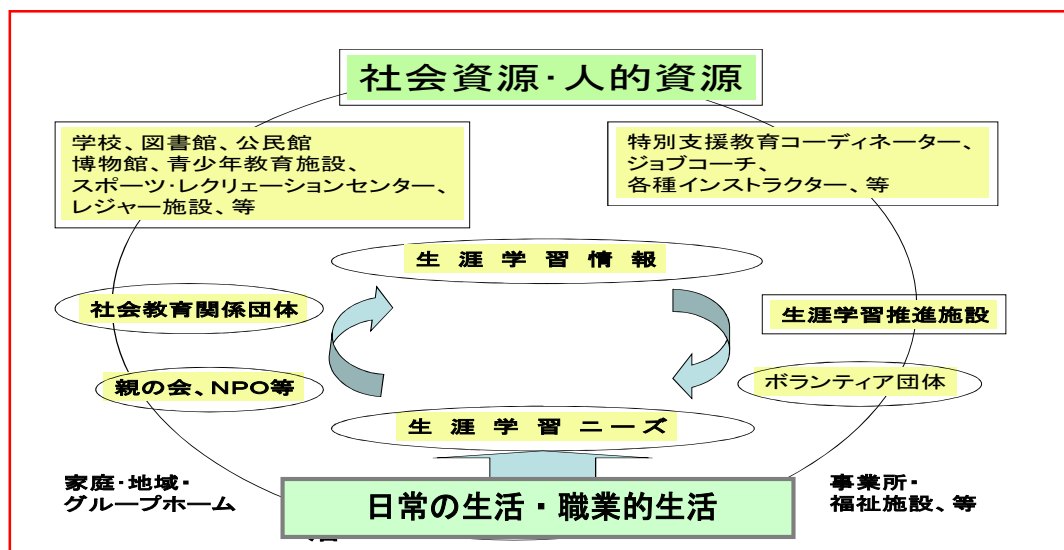 社会資源・人的資源
学校、図書館、公民館
博物館、青少年教育施設、
スポーツ・レクリェーションセンター、
レジャー施設、等
特別支援教育コーディネーター、
ジョブコーチ、
各種インストラクター、等
生涯学習情報
社会教育関係団体
生涯学習推進施設
親の会、NPO等
ボランティア団体
生涯学習ニーズ
家庭・地域・
グループホーム
日常の生活・職業的生活
事業所・
福祉施設、等